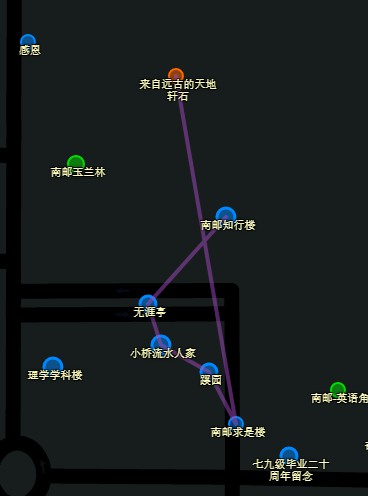 感恩
来自远古的天地
轩石
南邮玉兰林
南邮知行楼
无涯亭
小桥流水人家
理学学科楼
蹊园
南邮-英语角
南邮求是楼
七九级毕业二十
周年留念